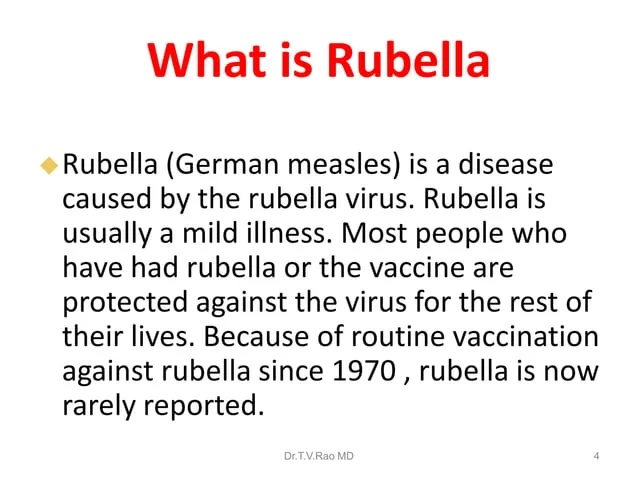 What is Rubella
Rubella (German measles) is a disease
caused by the rubella virus. Rubella is
usually a mild illness. Most people who
have had rubella or the vaccine are
protected against the virus for the rest of
their lives. Because of routine vaccination
against rubella since 1970 , rubella is now
rarely reported.
Dr.T.V.Rao MD
4